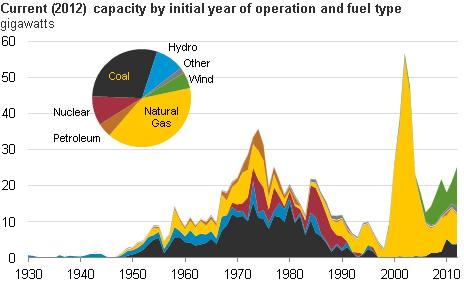 Current (2012) capacity by initial year of operation and fuel type
gigawatts
60
50
40
30
20
10
0
Hydro
Other
Wind
Coal
Natural
Gas
Nuclear
Petroleum
1930 1940 1950 1960 1970 1980 1990 2000 2010